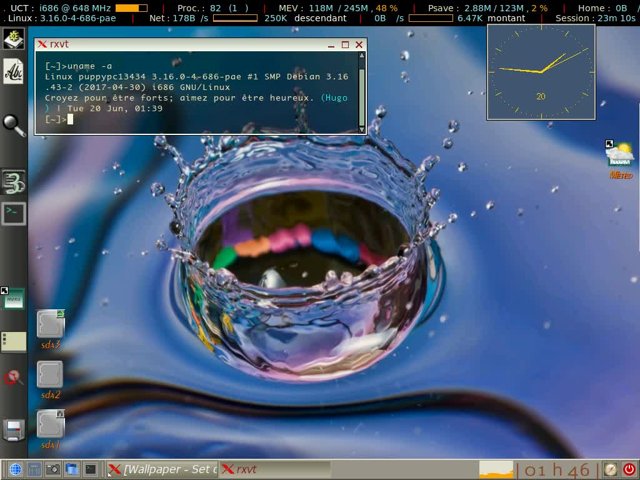 UCT : i686 @ 648 MHz | Proc. : 82 (1 ) | MEV : 118M / 245M , 48 % | Psave : 2.88M / 123M , 2 % | Home : 0B
Linux : 3.16.0-4-686-pae | Net : 178B /s 250K descendant | 0B /s 6.47K montant | Session : 23m 10s
rxvt
[~]>uname -a
Linux puppypc13434 3.16.0-4-686-pae #1 SMP Debian 3.16
.43-2 (2017-04-30) i686 GNU/Linux
Croyez pour être forts; aimez pour être heureux. (Hugo
) | Tue 20 Jun, 01:39
[~]>
Abc
20
Météo
menu
sda3
sda2
sda1
[Wallpaper - Set d
rxvt
01 h 46